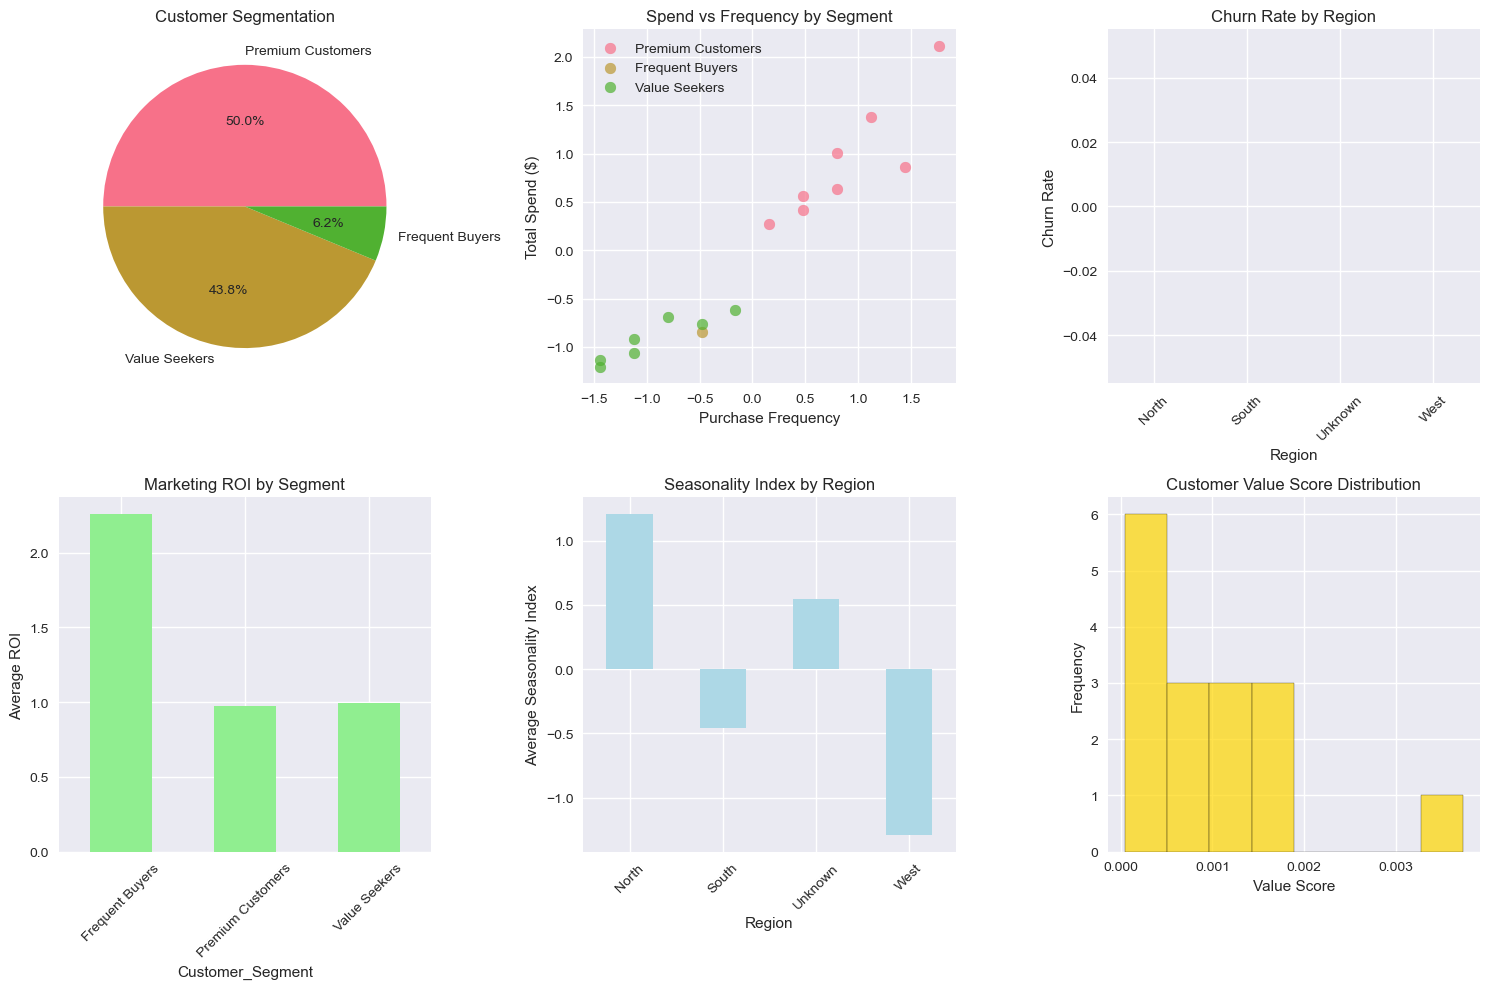 Customer Segmentation
Premium Customers
50.0%
6.2%
Frequent Buyers
43.8%
Value Seekers
Spend vs Frequency by Segment
Premium Customers
Frequent Buyers
Value Seekers
Total Spend ($)
2.0
1.5
1.0
0.5
0.0
−0.5
−1.0
−1.5
−1.0
−0.5
0.0
0.5
1.0
1.5
Purchase Frequency
Churn Rate by Region
Churn Rate
0.04
0.02
0.00
−0.02
−0.04
North
South
Unknown
West
Region
Marketing ROI by Segment
Average ROI
2.0
1.5
1.0
0.5
0.0
Frequent Buyers
Premium Customers
Value Seekers
Customer_Segment
Seasonality Index by Region
Average Seasonality Index
1.0
0.5
0.0
−0.5
−1.0
North
South
Unknown
West
Region
Customer Value Score Distribution
Frequency
6
5
4
3
2
1
0
0.000
0.001
0.002
0.003
Value Score